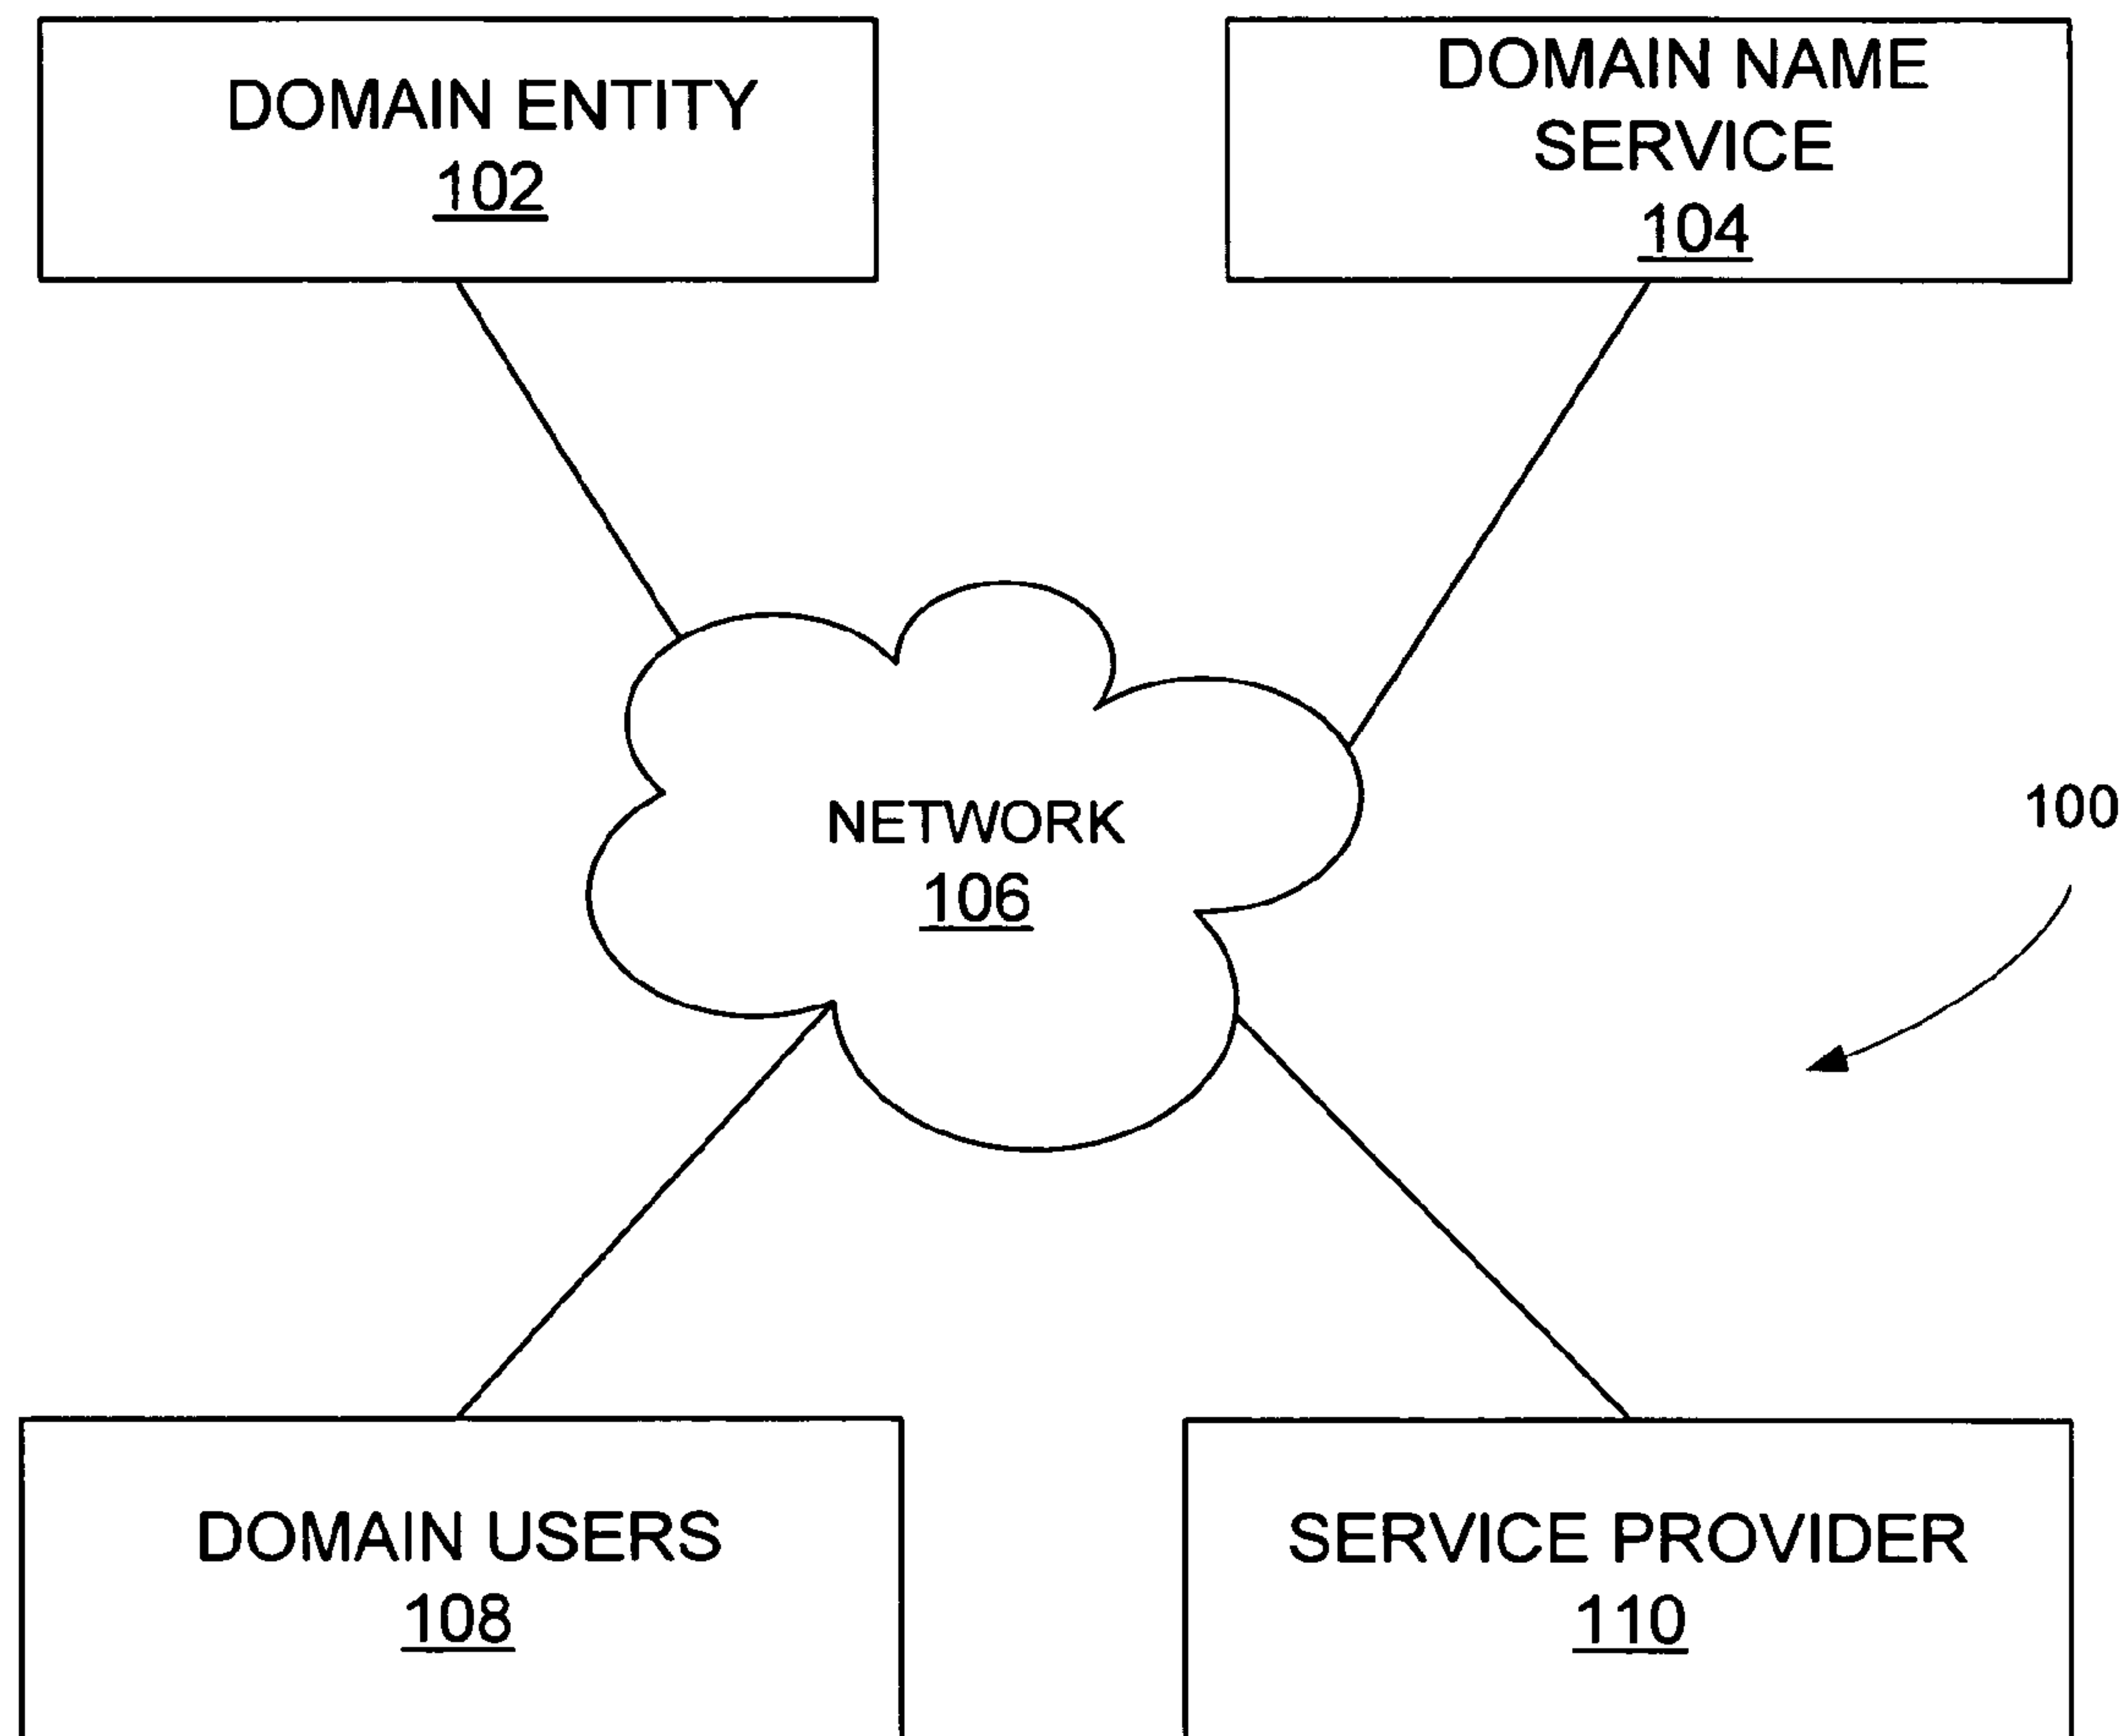 DOMAIN ENTITY
102
DOMAIN NAME
SERVICE
104
NETWORK
106
100
DOMAIN USERS
108
SERVICE PROVIDER
110